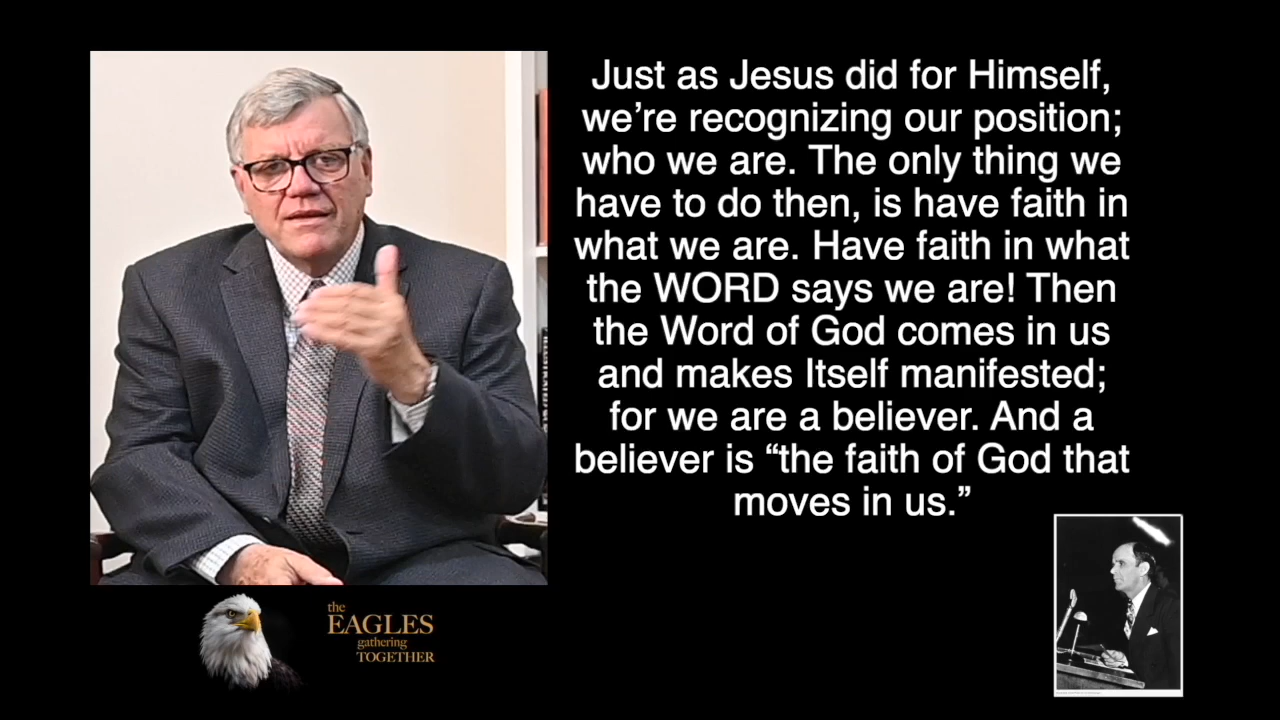 Just as Jesus did for Himself,
we’re recognizing our position;
who we are. The only thing we
have to do then, is have faith in
what we are. Have faith in what
the WORD says we are! Then
the Word of God comes in us
and makes Itself manifested;
for we are a believer. And a
believer is “the faith of God that
moves in us.”
the
EAGLES
gathering
TOGETHER